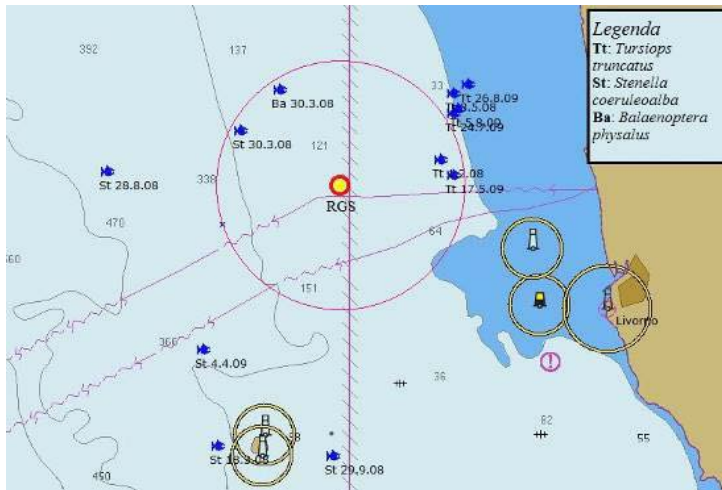 Legenda
Tt: Tursiops
truncatus
St: Stenella
coeruleoalba
Ba: Balaenoptera
physalus
392
137
33
Tt 26.8.09
Ba 30.3.08
St 30.3.08
121
Tt 24.7.09
St 28.8.08
338
Tt 17.5.09
RGS
470
64
151
Livorno
366
St 4.4.09
36
82
55
St 29.9.08
450